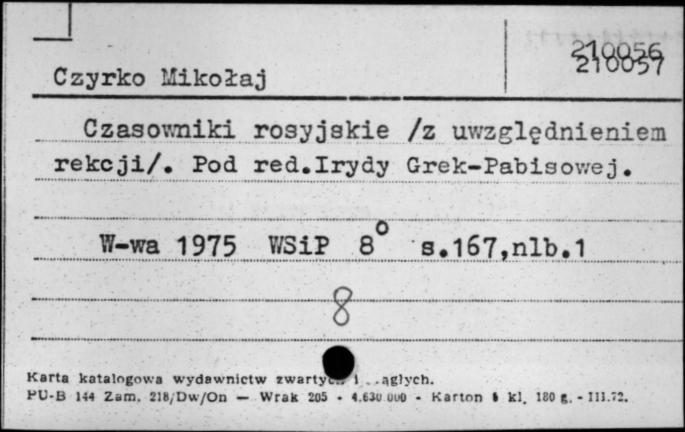 210056
210057
Czyrko Mikołaj
Czasowniki rosyjskie /z uwzględnieniem
rekcji/. Pod red.Irydy Grek-Pabisowej.
W-wa 1975 WSiP 8° s.167,nlb.1
8
Karta katalogowa wydawnictw
PU-B 144 Zam. 218/Dw/On — Wrak 205 - 4.630 000 - Karton kl. 180 g. - III.72.